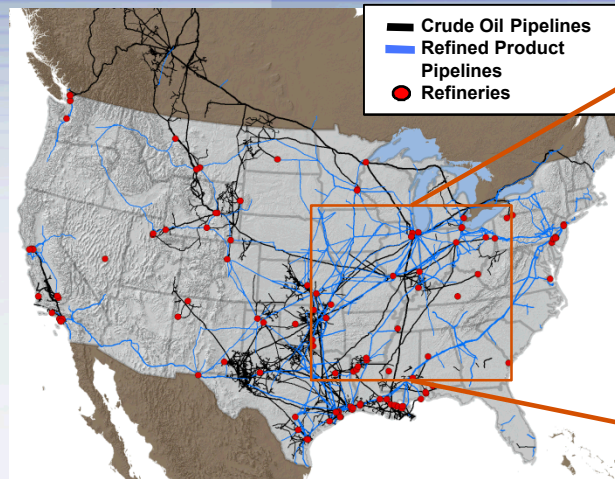 Crude Oil Pipelines
Refined Product
Pipelines
Refineries